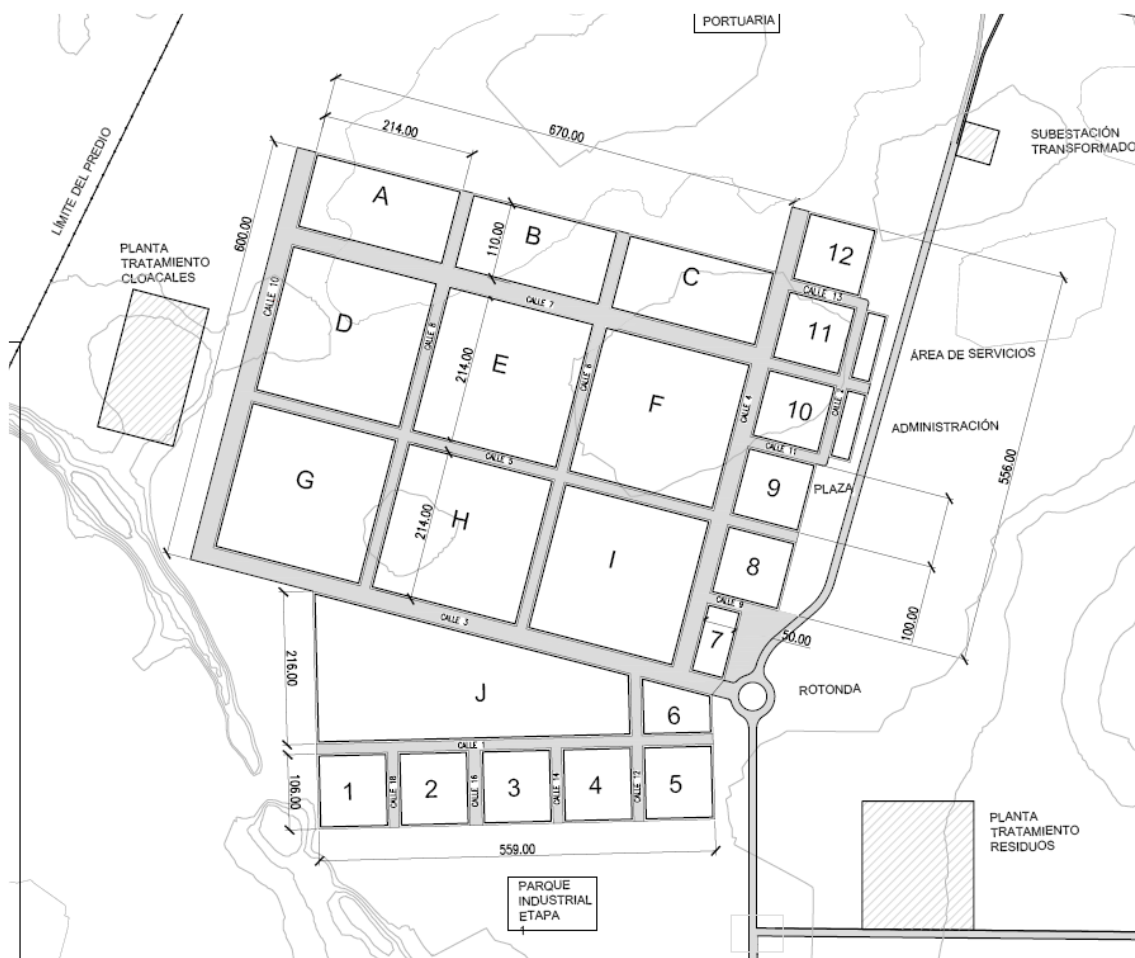 PORTUARIA
LÍMITE DEL PREDIO
214.00
670.00
SUBESTACIÓN
TRANSFORMADO
600.00
PLANTA
TRATAMIENTO
CLOACALES
A
B
C
110.00
12
CALLE 13
CALLE 10
CALLE 7
D
CALLE 8
E
214.00
CALLE 6
F
CALLE 4
11
ÁREA DE SERVICIOS
10
CALLE 2
ADMINISTRACIÓN
CALLE 11
556.00
G
CALLE 5
H
214.00
I
9
PLAZA
8
CALLE 9
7
50.00
100.00
CALLE 3
216.00
J
6
ROTONDA
CALLE 1
106.00
1
CALLE 18
2
CALLE 16
3
CALLE 14
4
CALLE 12
5
559.00
PLANTA
TRATAMIENTO
RESIDUOS
PARQUE
INDUSTRIAL
ETAPA
1